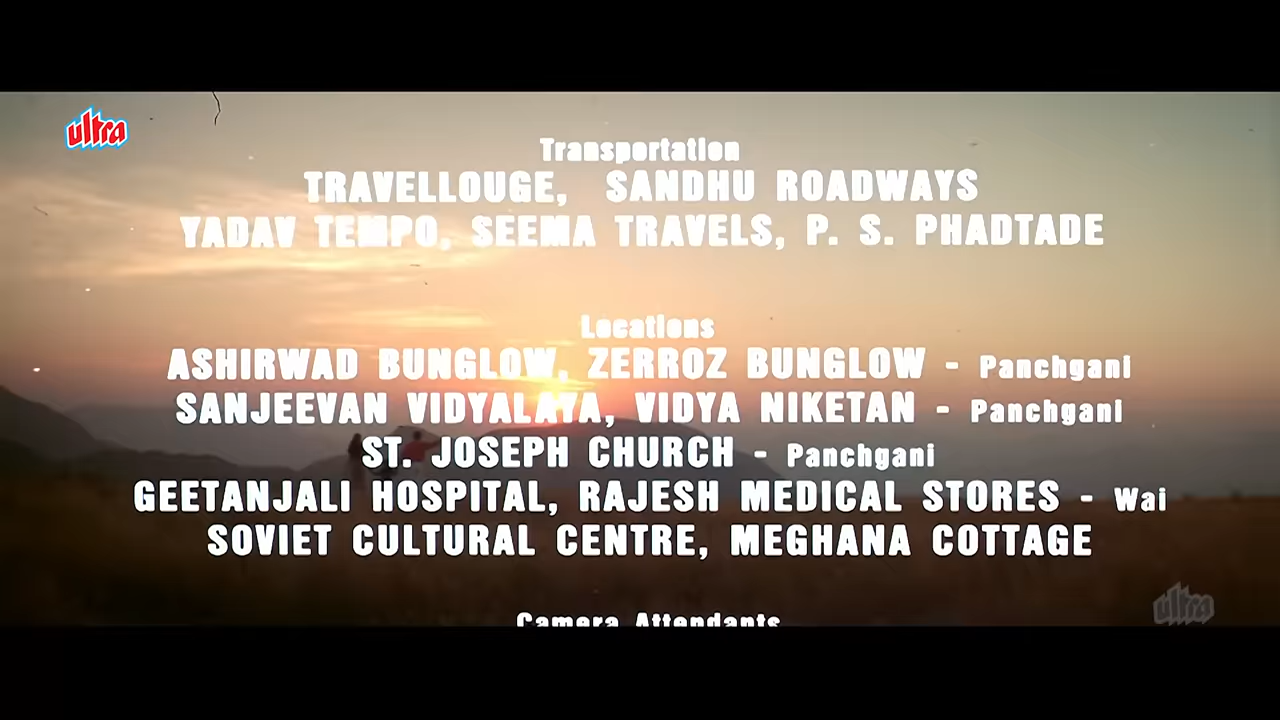 ultra
Transportation
TRAVELLOUGE, SANDHU ROADWAYS
YADAV TEMPO, SEEMA TRAVELS, P. S. PHADTADE
Locations
ASHIRWAD BUNGLOW, ZERROZ BUNGLOW - Panchgani
SANJEEVAN VIDYALAYA, VIDYA NIKETAN - Panchgani
ST. JOSEPH CHURCH - Panchgani
GEETANJALI HOSPITAL, RAJESH MEDICAL STORES - Wai
SOVIET CULTURAL CENTRE, MEGHANA COTTAGE
ultra
Camera Attendants